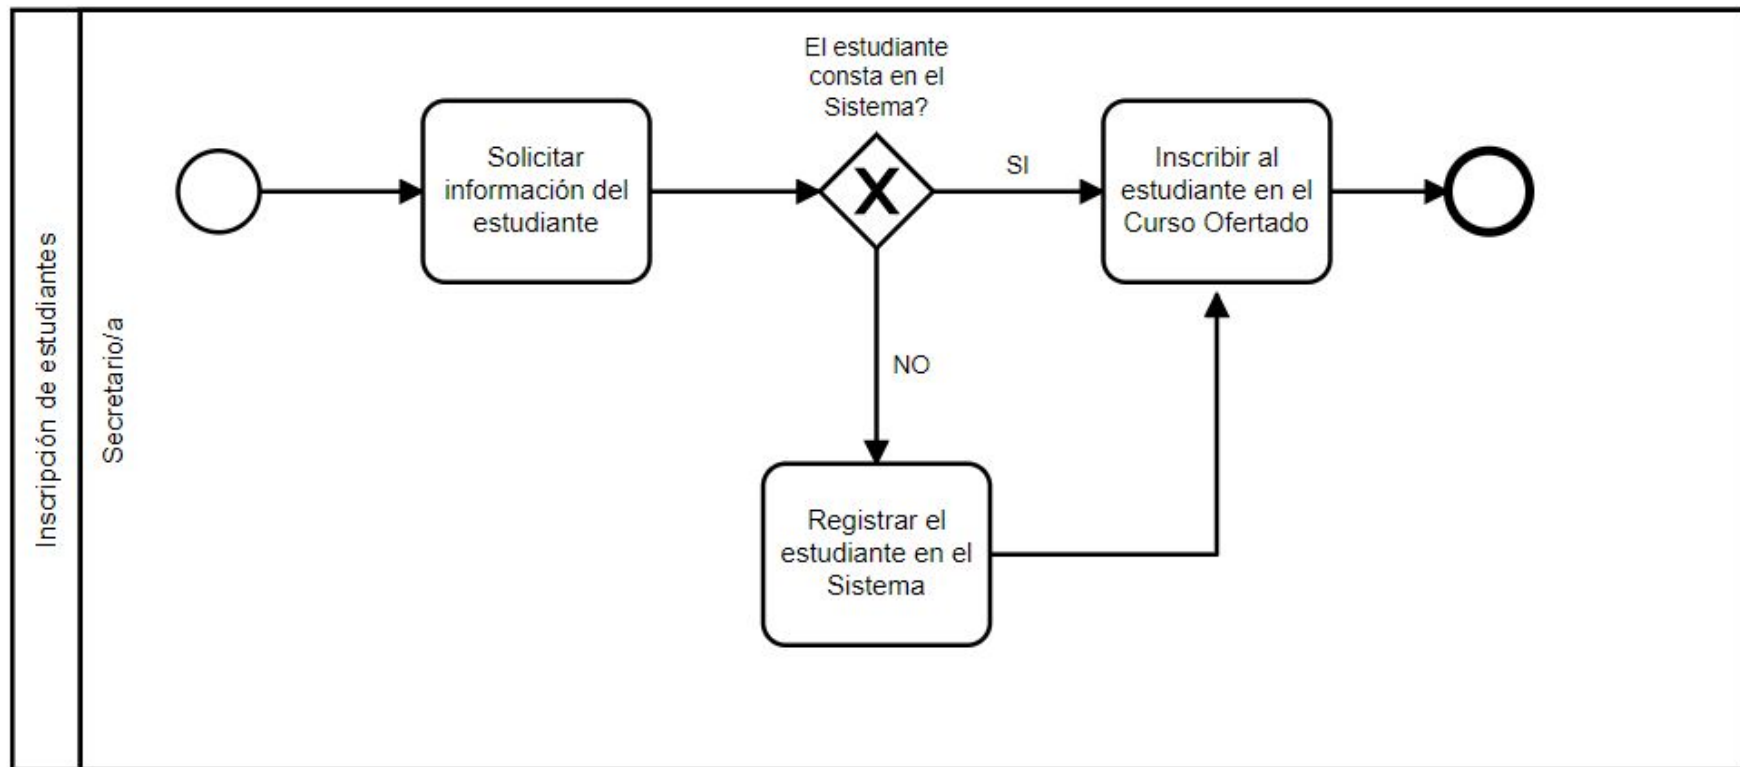 Inscripción de estudiantes
Secretario/a
Solicitar
información del
estudiante
El estudiante
consta en el
Sistema?
X
SI
Inscribir al
estudiante en el
Curso Ofertado
NO
Registrar el
estudiante en el
Sistema